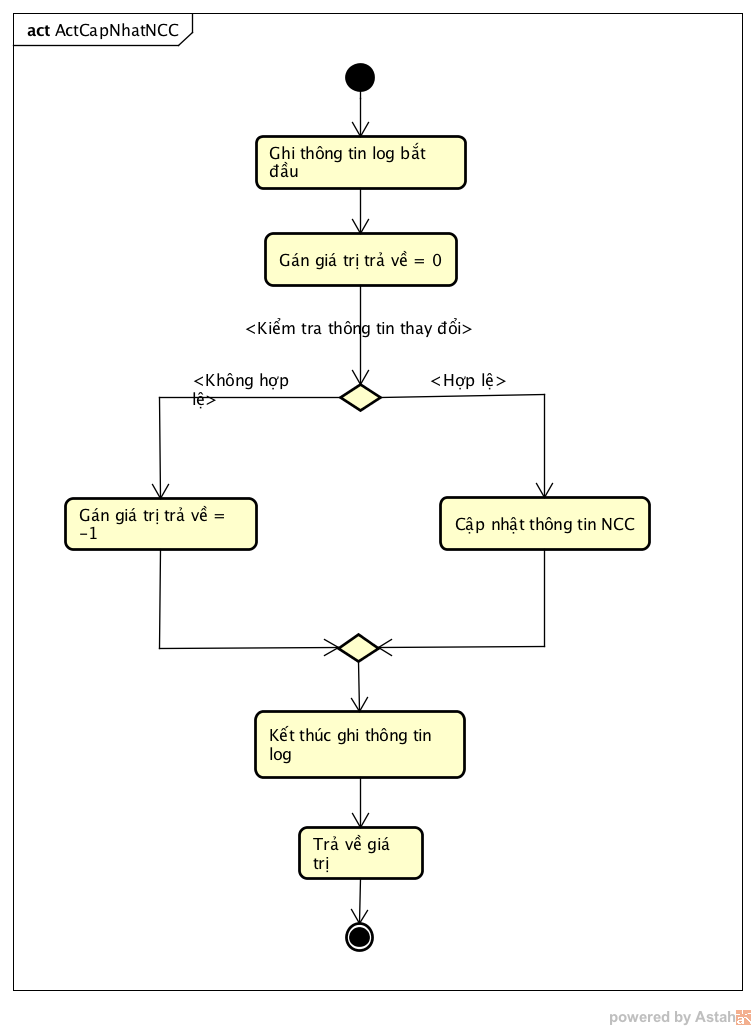 act ActCapNhatNCC
Ghi thông tin log bắt
đầu
Gán giá trị trả về = 0
<Kiểm tra thông tin thay đổi>
<Không hợp
lệ>
<Hợp lệ>
Gán giá trị trả về =
-1
Cập nhật thông tin NCC
Kết thúc ghi thông tin
log
Trả về giá
trị
powered by Astah